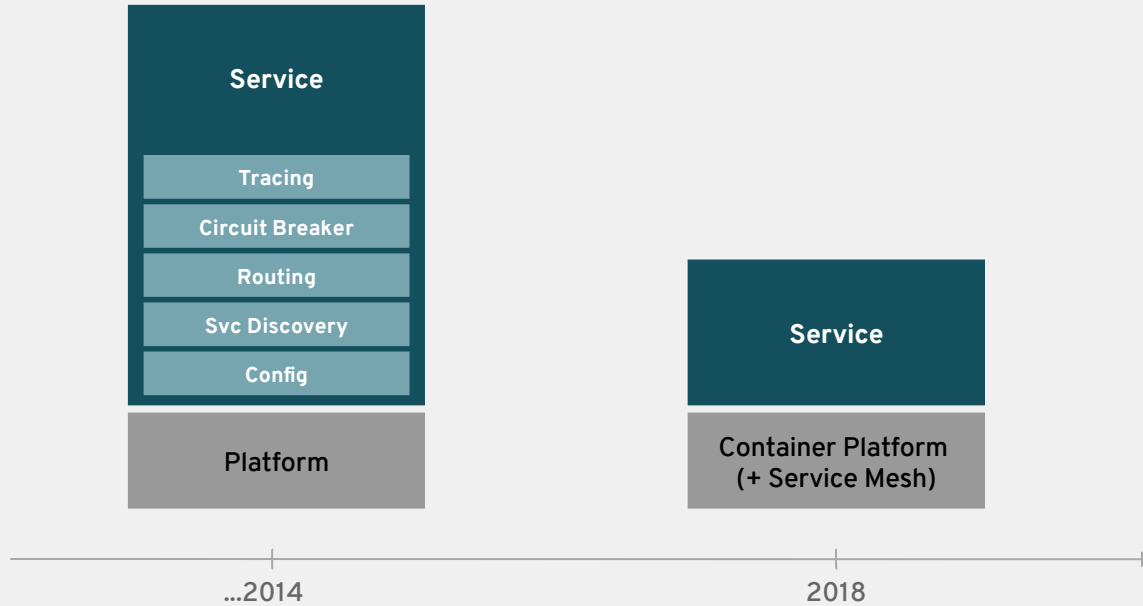 Service
Tracing
Circuit Breaker
Routing
Svc Discovery
Config
Platform
Service
Container Platform
(+ Service Mesh)
...2014
2018